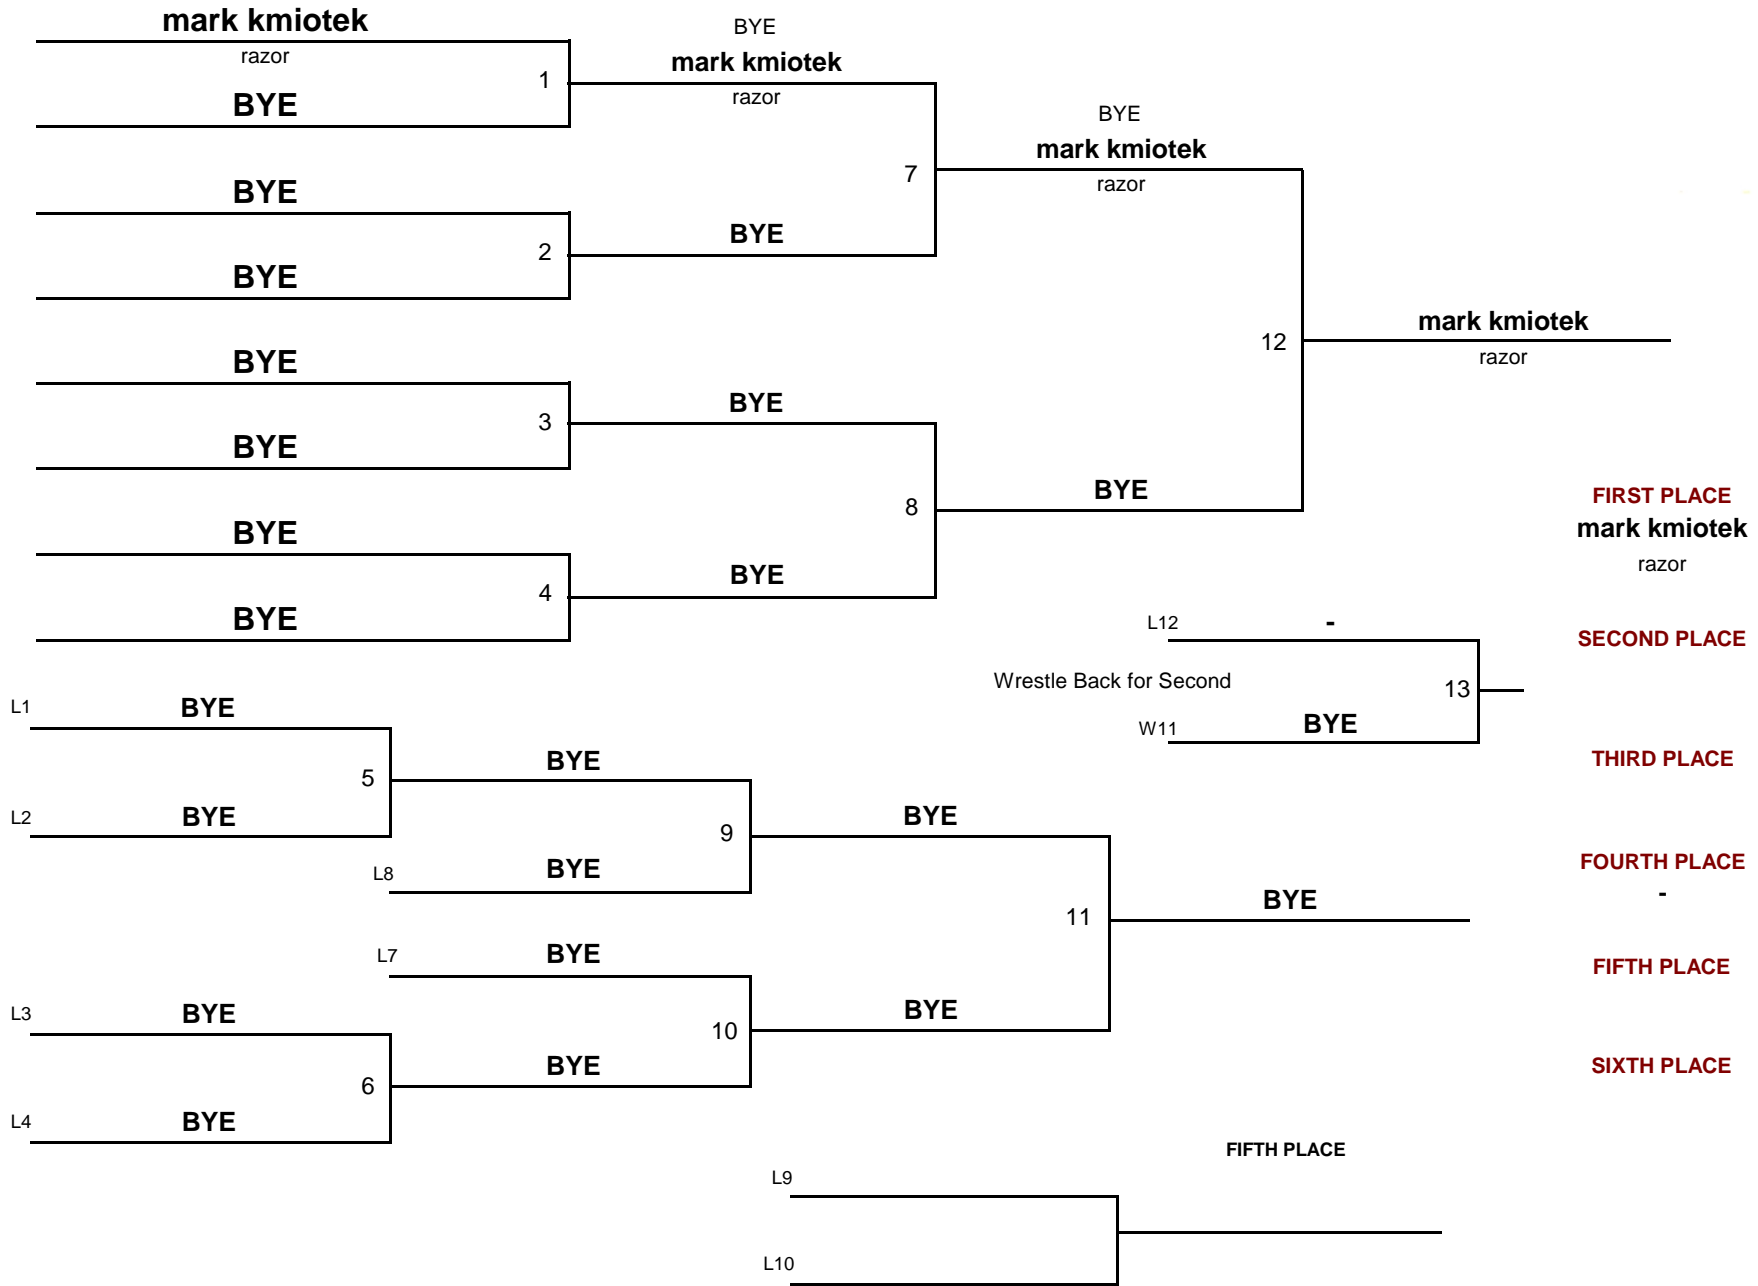 mark kmiotek
razor
BYE
1
BYE
mark kmiotek
razor
BYE
BYE
2
BYE
7
BYE
mark kmiotek
razor
BYE
BYE
3
BYE
BYE
BYE
4
BYE
8
BYE
12
mark kmiotek
razor
FIRST PLACE
mark kmiotek
razor
L12 -
Wrestle Back for Second
13
W11 BYE
SECOND PLACE
THIRD PLACE
FOURTH PLACE
-
FIFTH PLACE
SIXTH PLACE
L1 BYE
5
L2 BYE
BYE
9
L8 BYE
BYE
11
BYE
L7 BYE
10
BYE
L3 BYE
6
BYE
L4 BYE
FIFTH PLACE
L9
L10